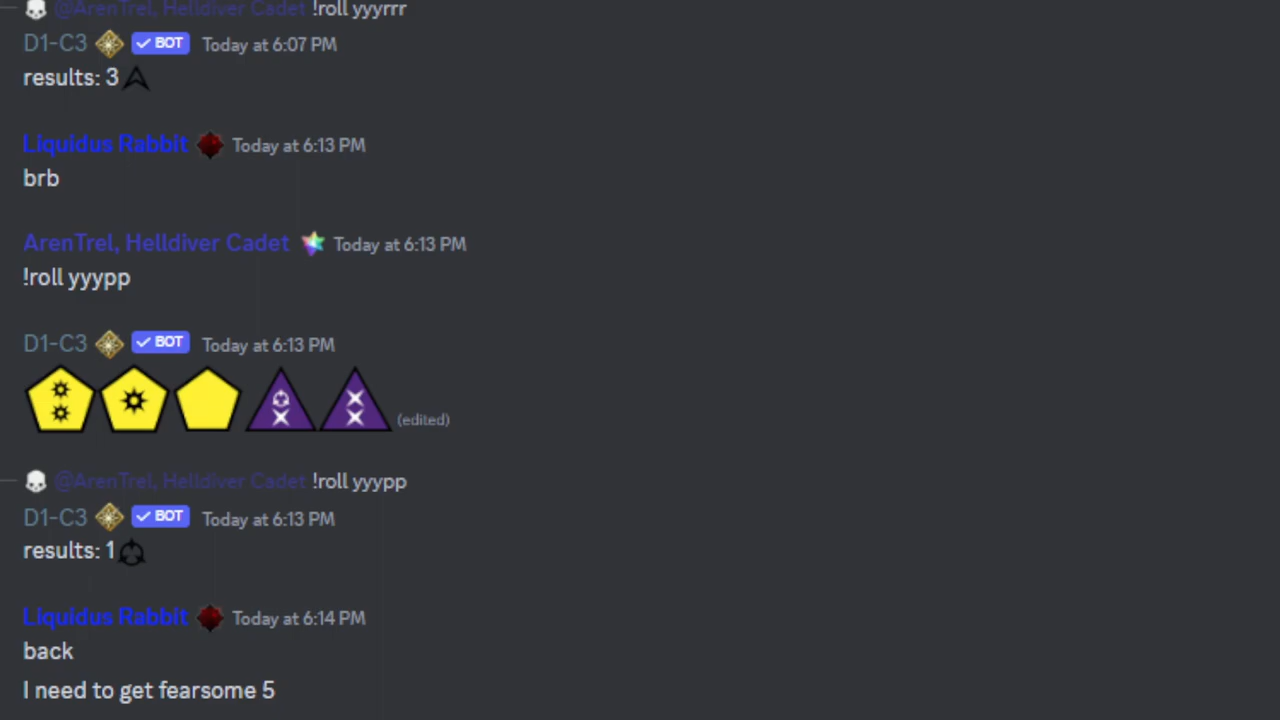 @ArenTrel, Helldiver Cadet !roll yyyrrr
D1-C3 BOT Today at 6:07 PM
results: 3
Liquidus Rabbit Today at 6:13 PM
brb
ArenTrel, Helldiver Cadet Today at 6:13 PM
!roll yyypp
D1-C3 BOT Today at 6:13 PM
(edited)
@ArenTrel, Helldiver Cadet !roll yyypp
D1-C3 BOT Today at 6:13 PM
results: 1
Liquidus Rabbit Today at 6:14 PM
back
I need to get fearsome 5